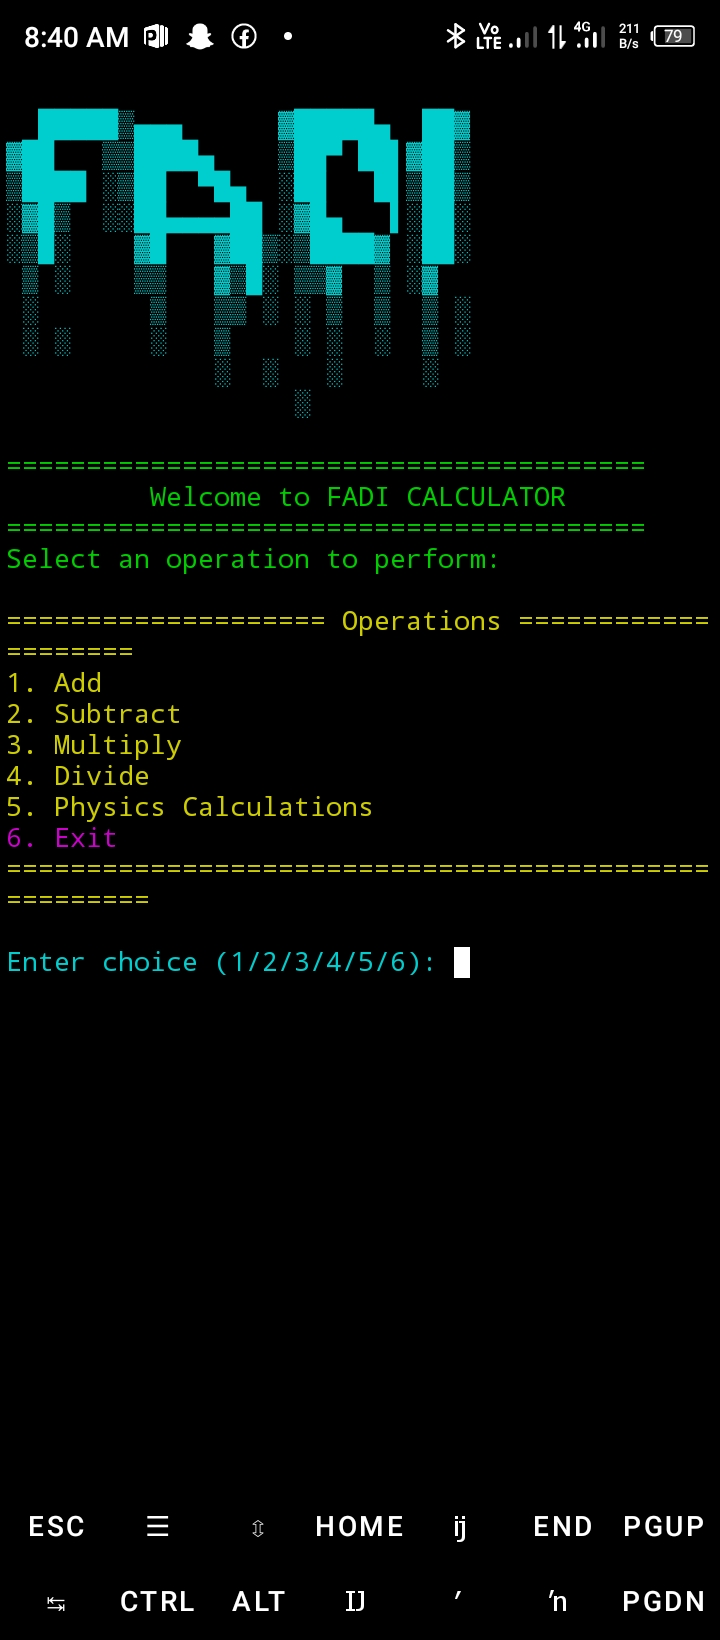 8:40 AM Vo LTE 4G 211 B/s 79
FADI
========================================
Welcome to FADI CALCULATOR
========================================
Select an operation to perform:
==================== Operations ============
========
1. Add
2. Subtract
3. Multiply
4. Divide
5. Physics Calculations
6. Exit
============================================
=========
Enter choice (1/2/3/4/5/6):
ESC ☰ ⇳ HOME ĳ END PGUP
↹ CTRL ALT Ĳ ′ ŉ PGDN